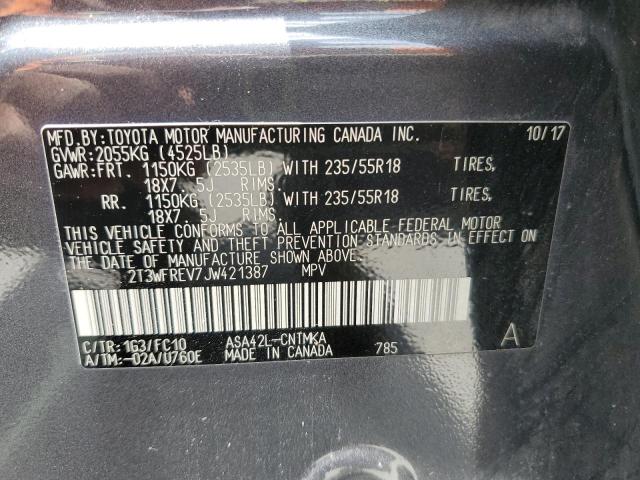 MFD.BY:TOYOTA MOTOR MANUFACTURING CANADA INC. 10/17
GVWR:2055KG (4525LB)
GAWR:FRT. 1150KG (2535LB) WITH 235/55R18 TIRES,
18X7 5J RIMS.
RR. 1150KG (2535LB) WITH 235/55R18 TIRES,
18X7 5J RIMS.
THIS VEHICLE CONFORMS TO ALL APPLICABLE FEDERAL MOTOR
VEHICLE SAFETY AND THEFT PREVENTION STANDARDS IN EFFECT ON
THE DATE OF MANUFACTURE SHOWN ABOVE.
2T3WFREV7JW421387 MPV
C/TR:1G3/FC10 ASA42L-CNTMKA
A/TM:-02A/U760E MADE IN CANADA 785 A